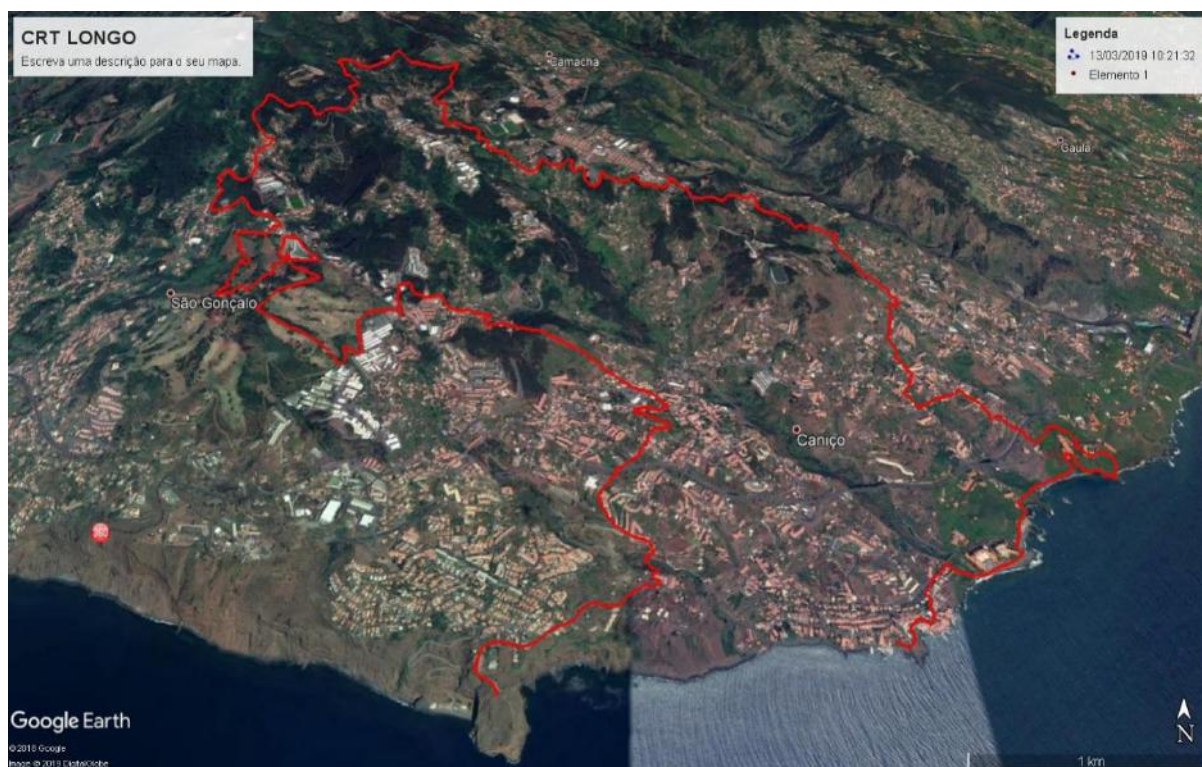 CRT LONGO
Escreva uma descrição para o seu mapa.
Legenda
13/03/2019 10:21:32
Elemento 1
Camacha
Gaula
São Gonçalo
Caniço
Google Earth
© 2018 Google
Image © 2019 DigitalGlobe
N
1 km